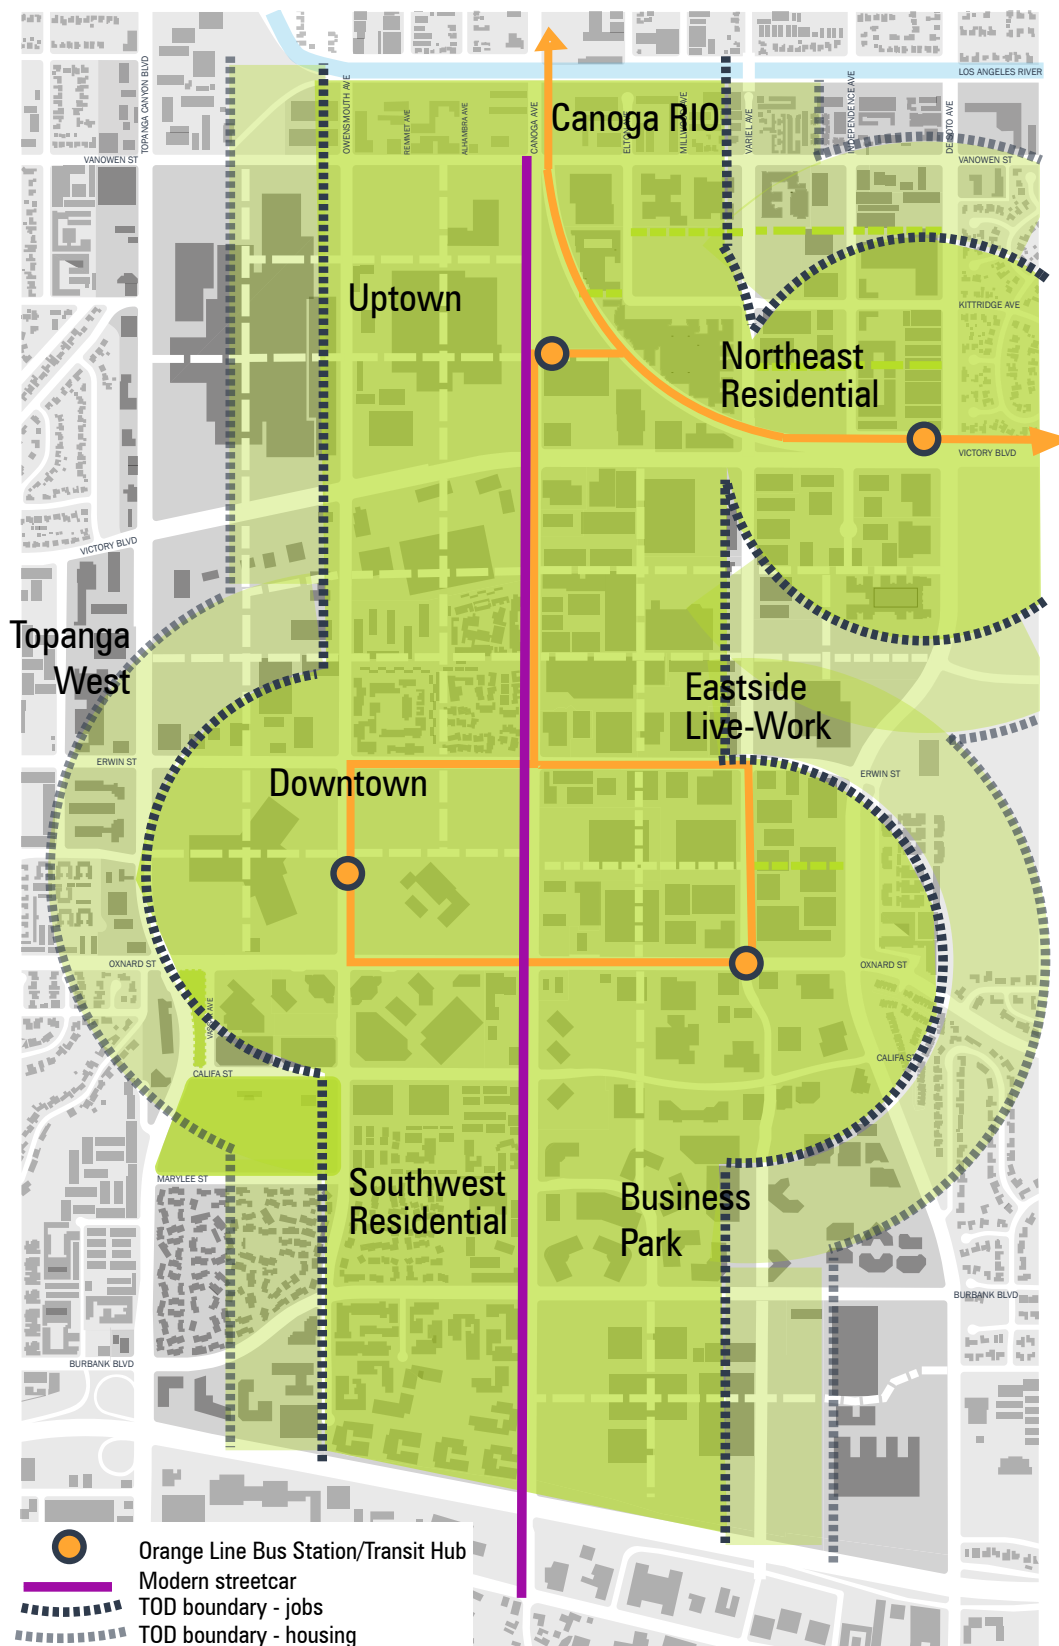 LOS ANGELES RIVER
TOPANGA CANYON BLVD
OWENSMOUTH AVE
REMMET AVE
ALHAMBRA AVE
CANOGA AVE
Canoga RIO
VARIEL AVE
INDEPENDENCE AVE
DE SOTO AVE
VANOWEN ST
VANOWEN ST
Uptown
KITTRIDGE AVE
Northeast
Residential
VICTORY BLVD
VICTORY BLVD
Topanga
West
Eastside
Live-Work
ERWIN ST
ERWIN ST
Downtown
OXNARD ST
OXNARD ST
CALIFA ST
CALIFA ST
MARYLEE ST
Southwest
Residential
Business
Park
BURBANK BLVD
BURBANK BLVD
Orange Line Bus Station/Transit Hub
Modern streetcar
TOD boundary - jobs
TOD boundary - housing